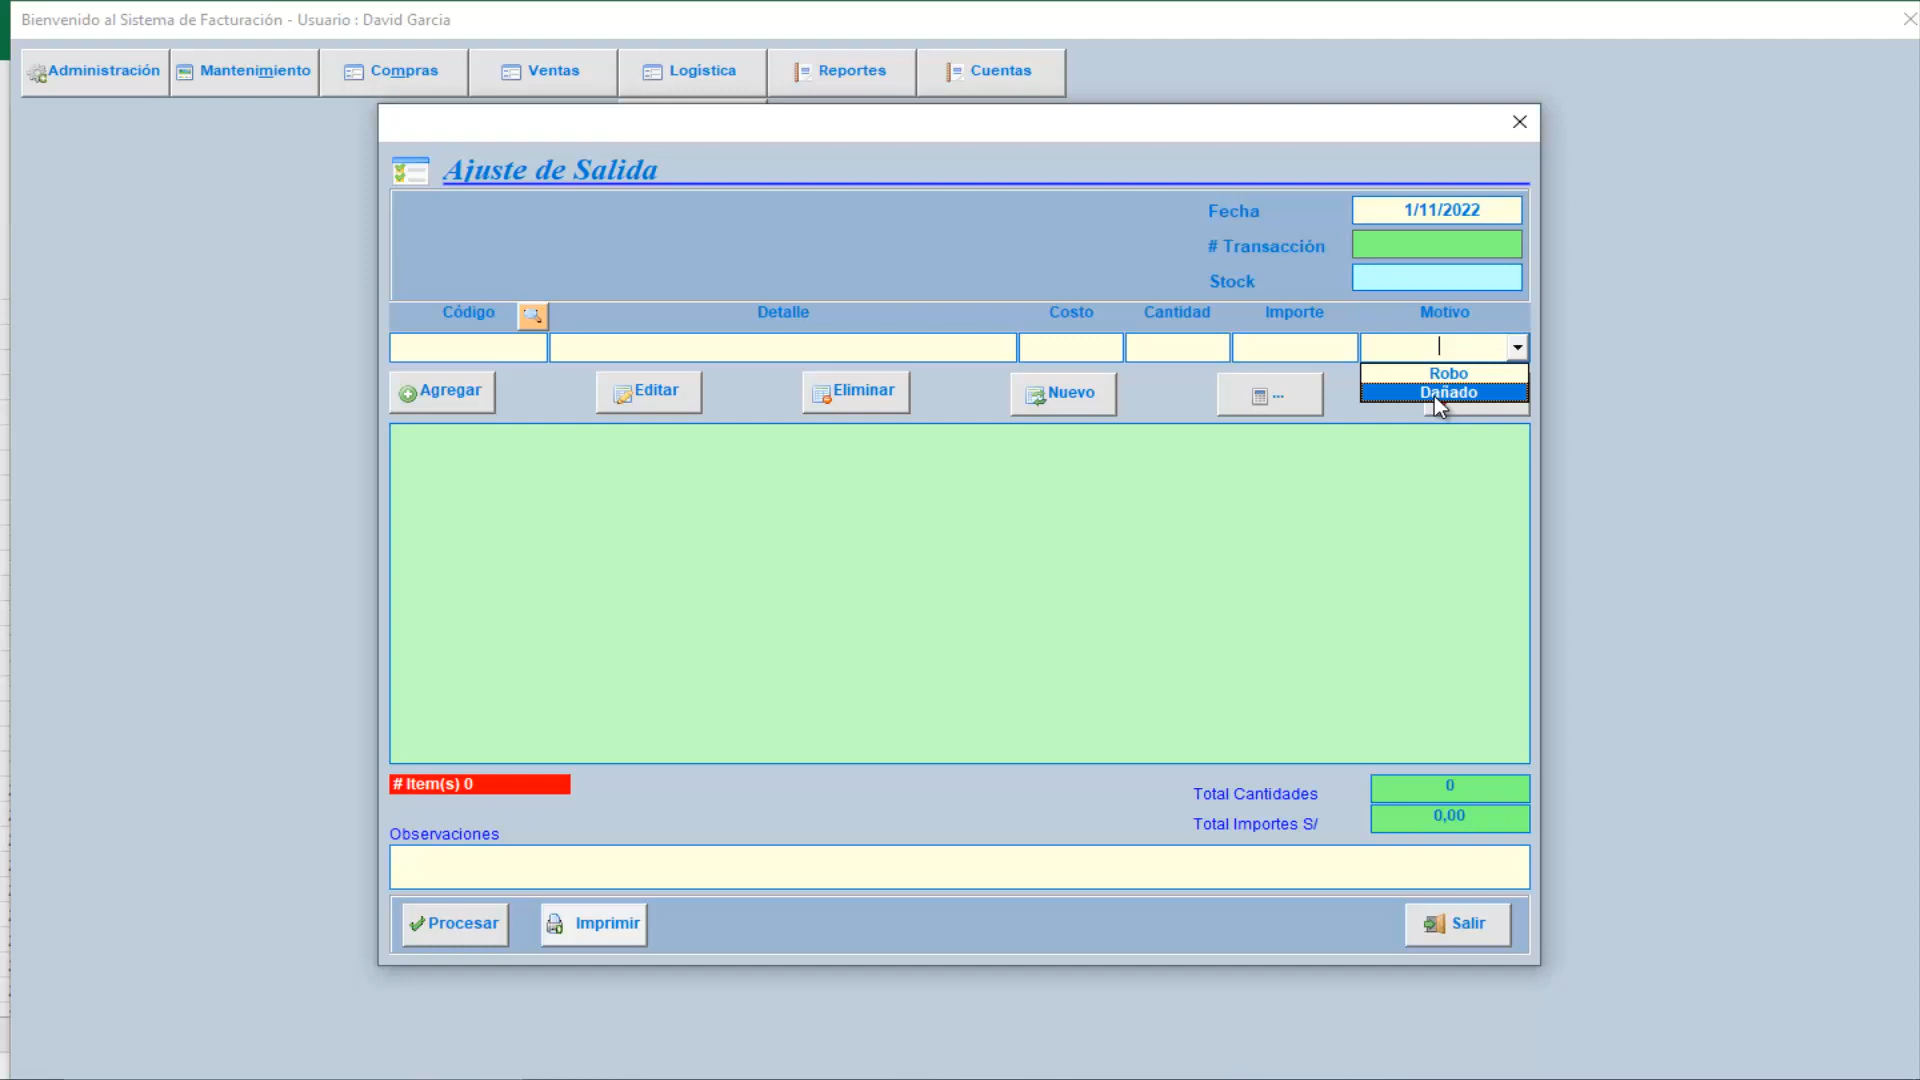 Bienvenido al Sistema de Facturación - Usuario : David Garcia
Administración Mantenimiento Compras Ventas Logística Reportes Cuentas
Ajuste de Salida
Fecha 1/11/2022
# Transacción
Stock
Código Detalle Costo Cantidad Importe Motivo
Robo
Dañado
Agregar Editar Eliminar Nuevo ...
# Item(s) 0
Total Cantidades 0
Total Importes S/ 0,00
Observaciones
Procesar Imprimir Salir